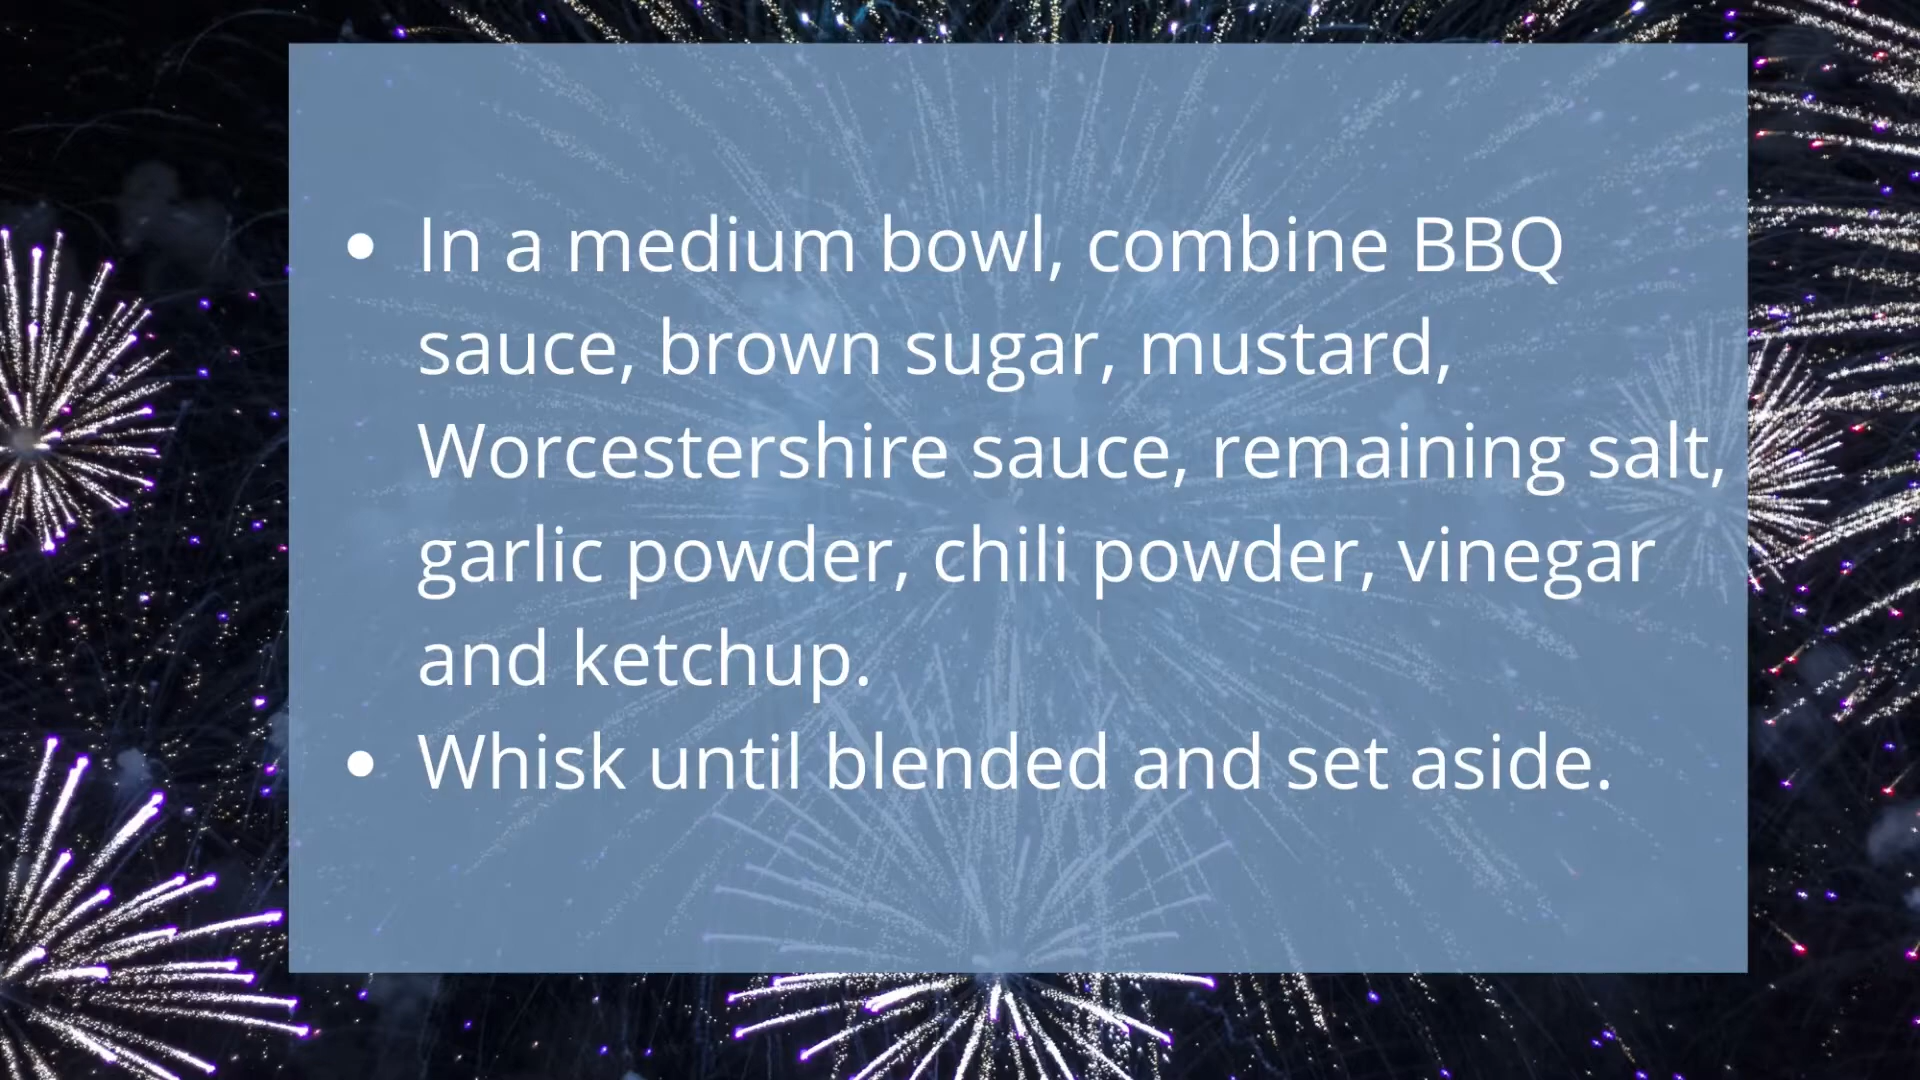 • In a medium bowl, combine BBQ
sauce, brown sugar, mustard,
Worcestershire sauce, remaining salt,
garlic powder, chili powder, vinegar
and ketchup.
• Whisk until blended and set aside.